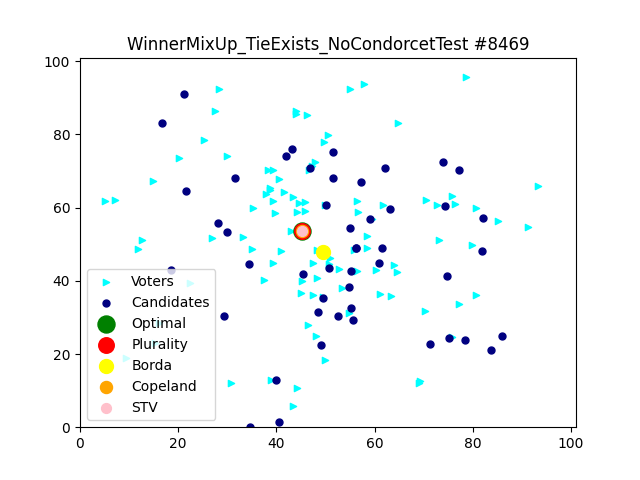 WinnerMixUp_TieExists_NoCondorcetTest #8469
100
80
60
40
20
0
0
20
40
60
80
100
Voters
Candidates
Optimal
Plurality
Borda
Copeland
STV